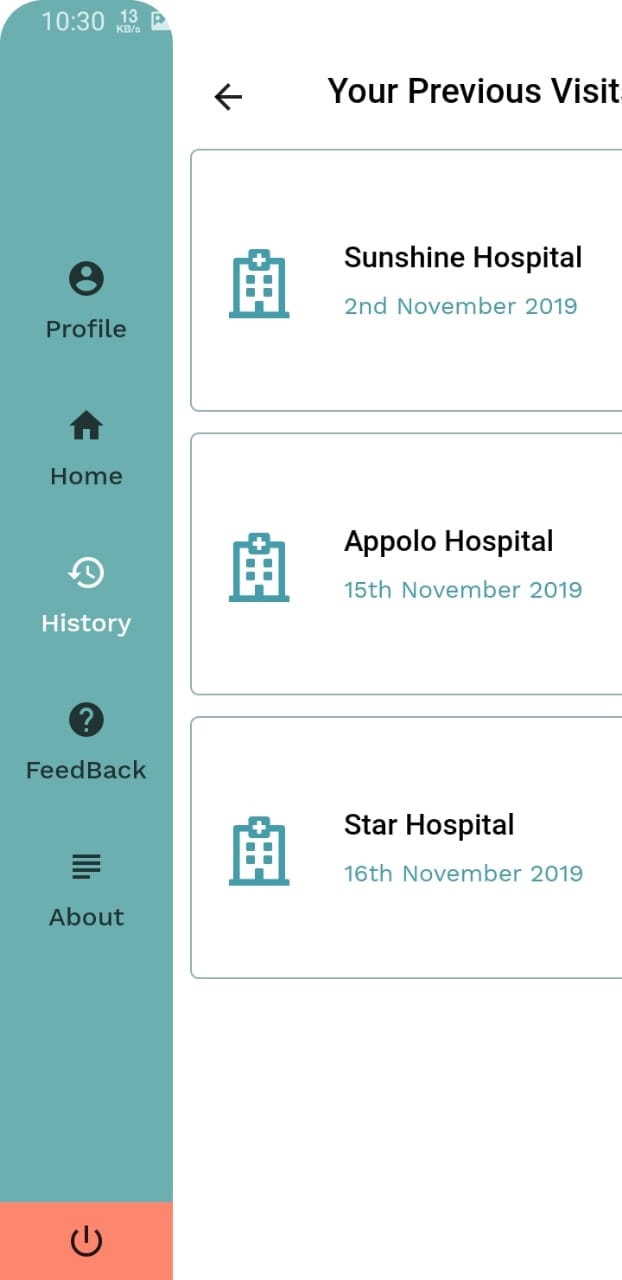 10:30 13 KB/s
Your Previous Visit
Profile
Home
History
FeedBack
About
Sunshine Hospital
2nd November 2019
Appolo Hospital
15th November 2019
Star Hospital
16th November 2019